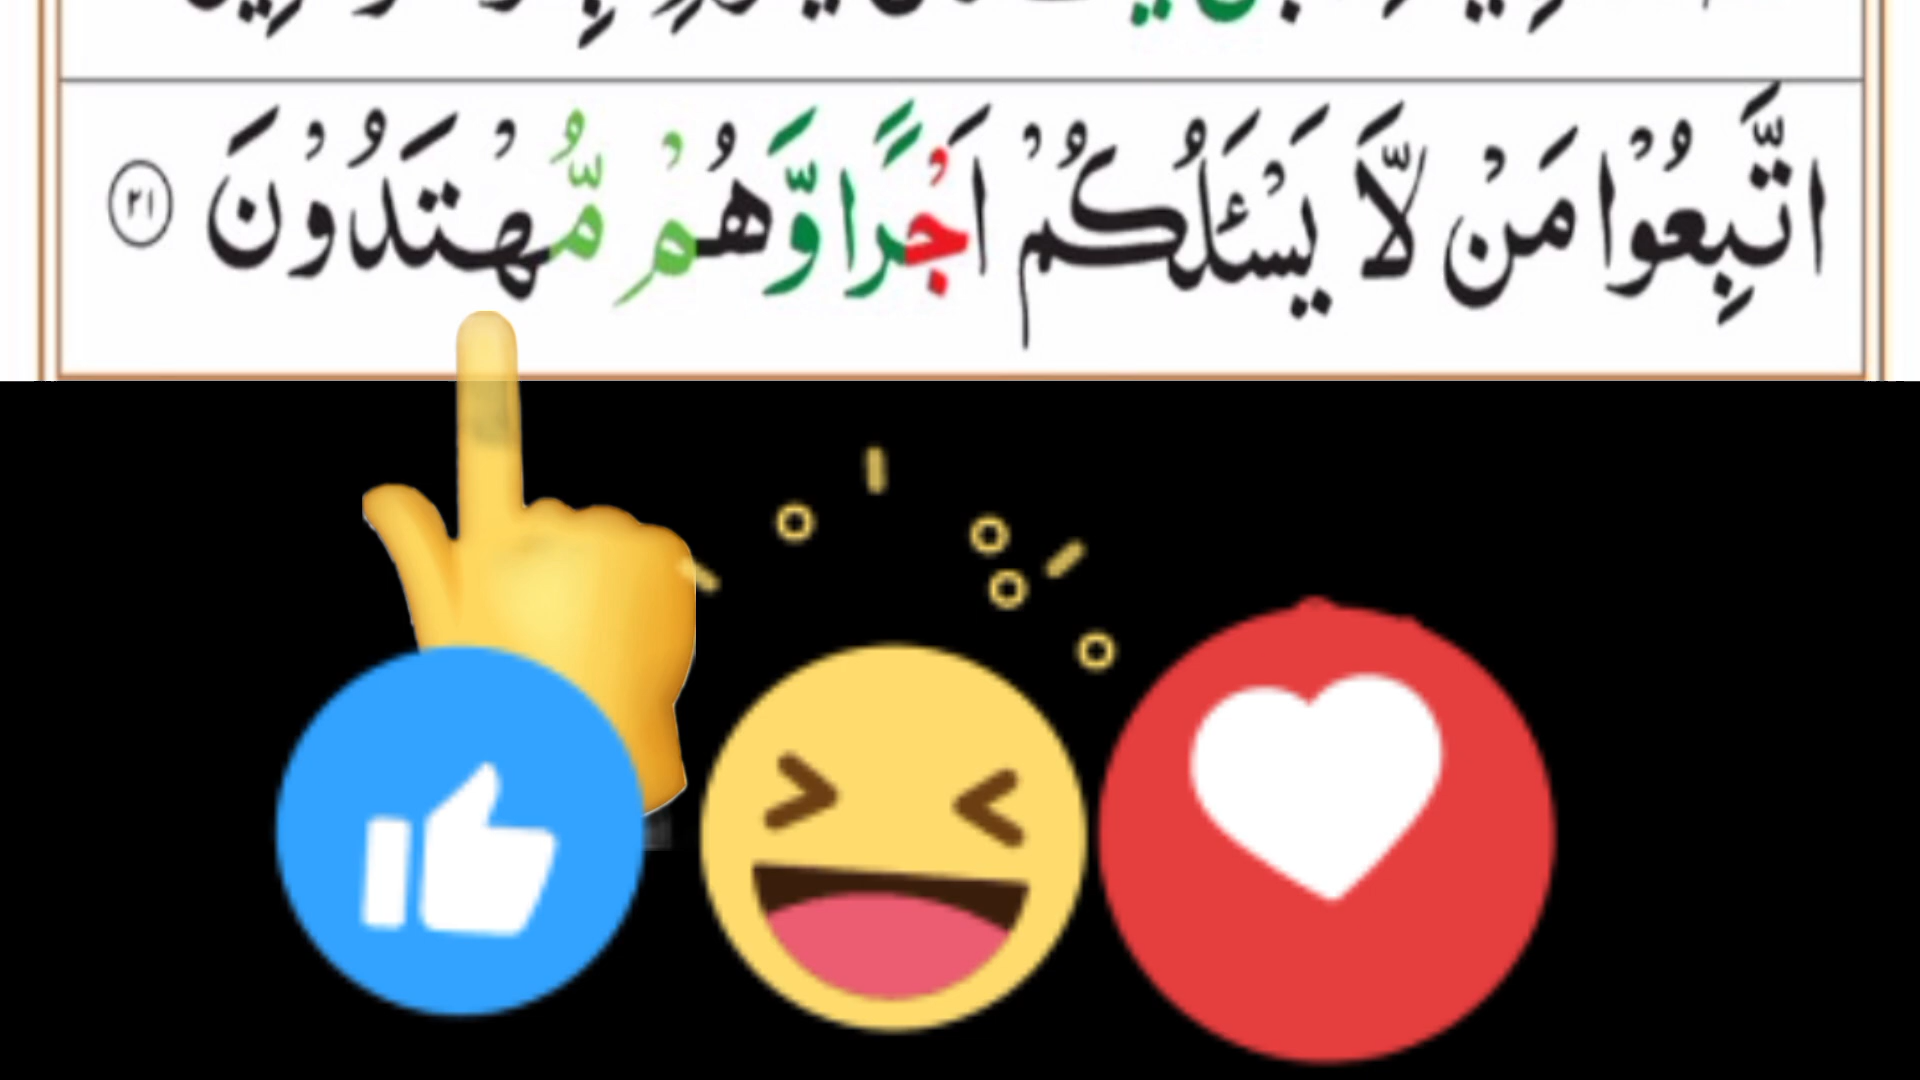 اتَّبِعُوْا مَنْ لَّا يَسْئَلُكُمْ اَجْرًا وَّهُمْ مُّهْتَدُوْنَ ۝٢١